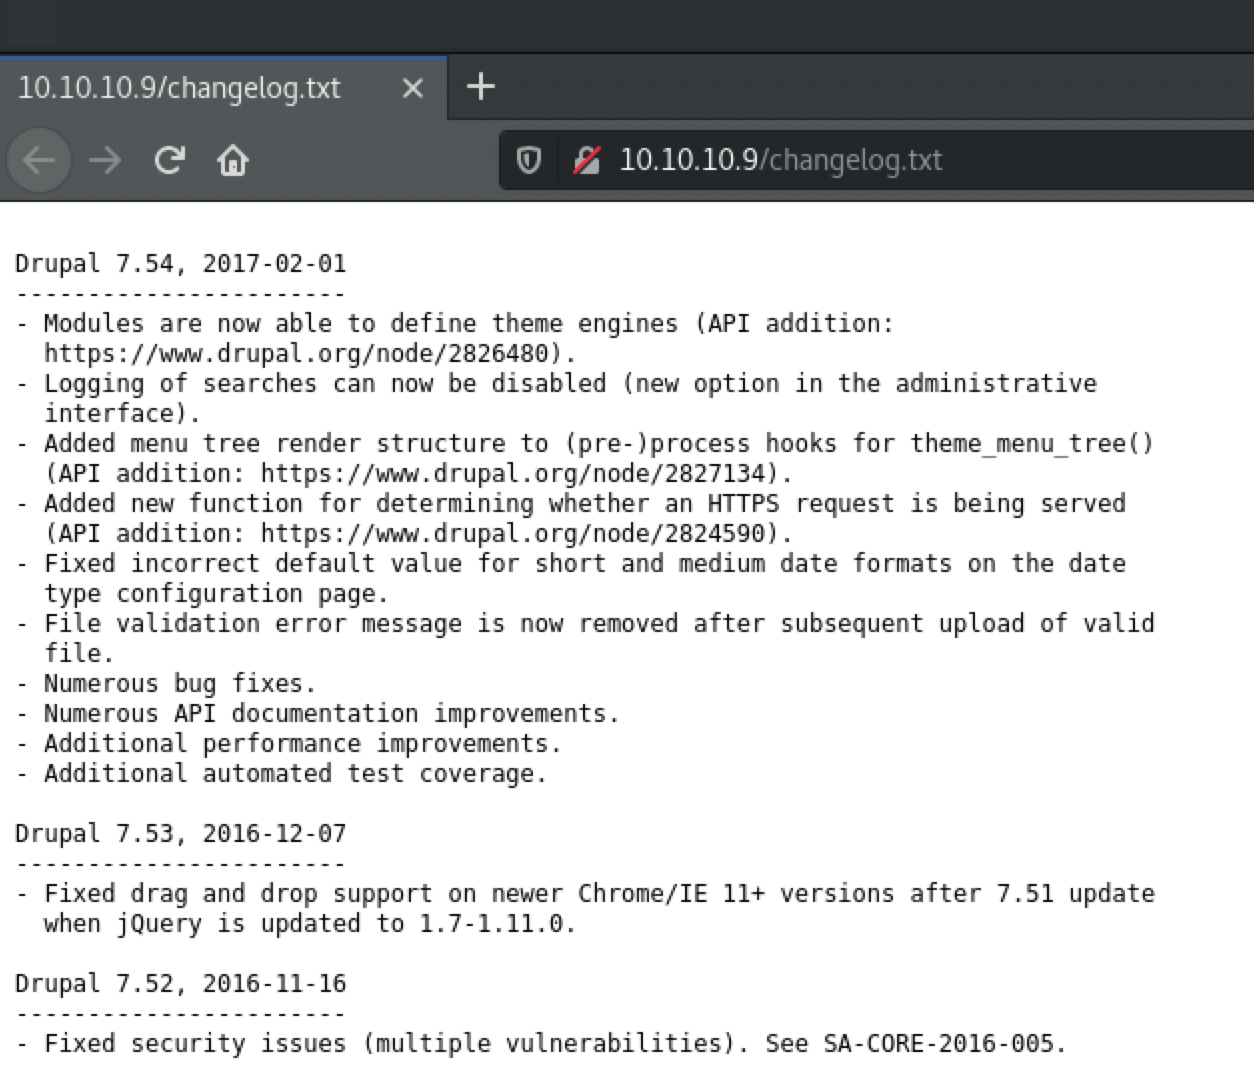 10.10.10.9/changelog.txt
10.10.10.9/changelog.txt
Drupal 7.54, 2017-02-01
-----------------------
- Modules are now able to define theme engines (API addition:
  https://www.drupal.org/node/2826480).
- Logging of searches can now be disabled (new option in the administrative
  interface).
- Added menu tree render structure to (pre-)process hooks for theme_menu_tree()
  (API addition: https://www.drupal.org/node/2827134).
- Added new function for determining whether an HTTPS request is being served
  (API addition: https://www.drupal.org/node/2824590).
- Fixed incorrect default value for short and medium date formats on the date
  type configuration page.
- File validation error message is now removed after subsequent upload of valid
  file.
- Numerous bug fixes.
- Numerous API documentation improvements.
- Additional performance improvements.
- Additional automated test coverage.

Drupal 7.53, 2016-12-07
-----------------------
- Fixed drag and drop support on newer Chrome/IE 11+ versions after 7.51 update
  when jQuery is updated to 1.7-1.11.0.

Drupal 7.52, 2016-11-16
-----------------------
- Fixed security issues (multiple vulnerabilities). See SA-CORE-2016-005.